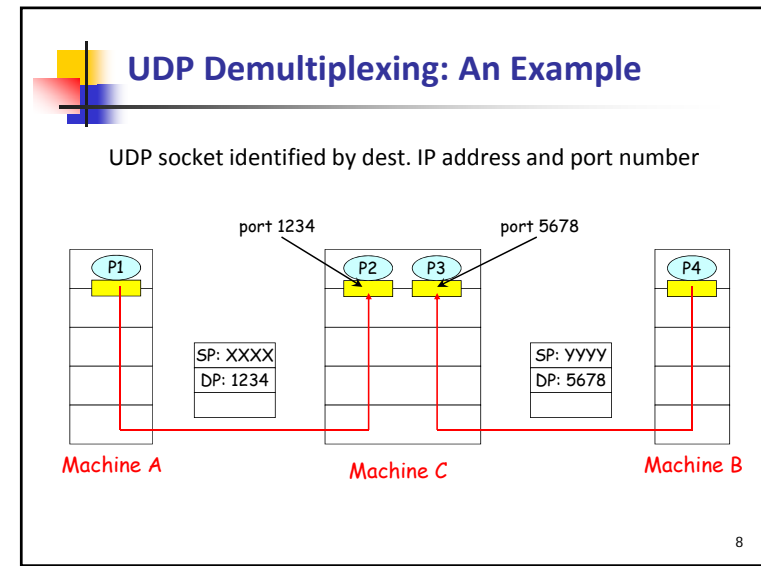 UDP Demultiplexing: An Example
UDP socket identified by dest. IP address and port number
port 1234
port 5678
P1
P2
P3
P4
SP: XXXX
DP: 1234
SP: YYYY
DP: 5678
Machine A
Machine C
Machine B
8